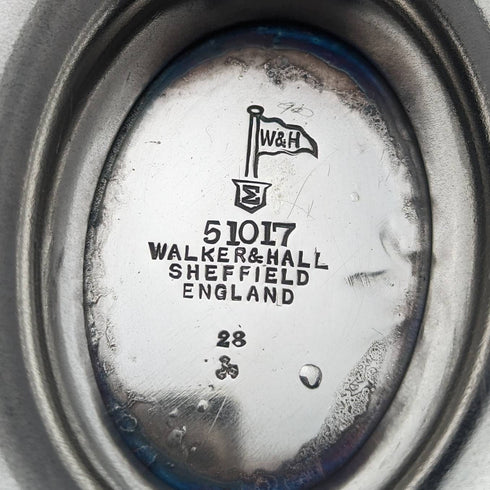 W&H
Σ
51017
WALKER&HALL
SHEFFIELD
ENGLAND
28